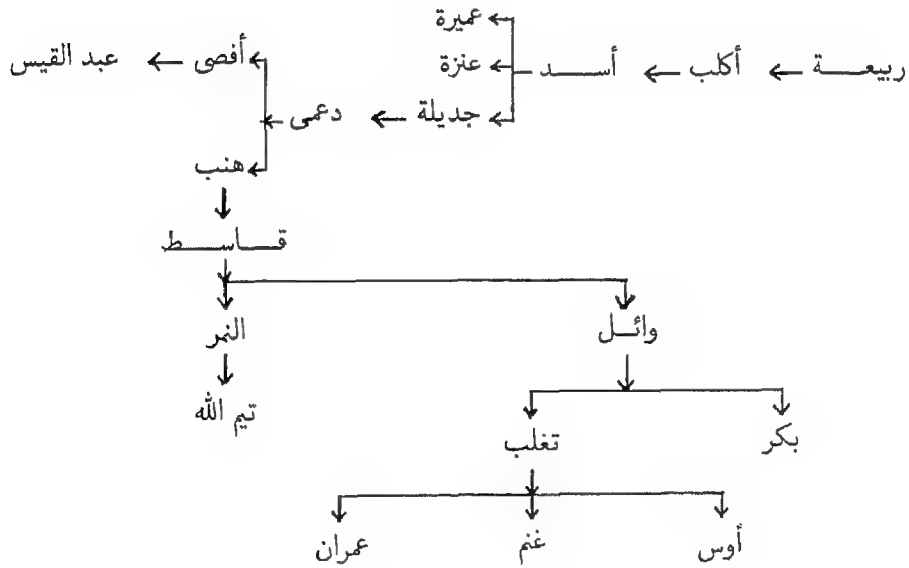 عميرة
ربيعة أكلب أسد عنزة أفصى عبد القيس
جديلة دعمى
هنب
قاسط
وائل النمر
تيم الله
بكر تغلب
أوس غنم عمران